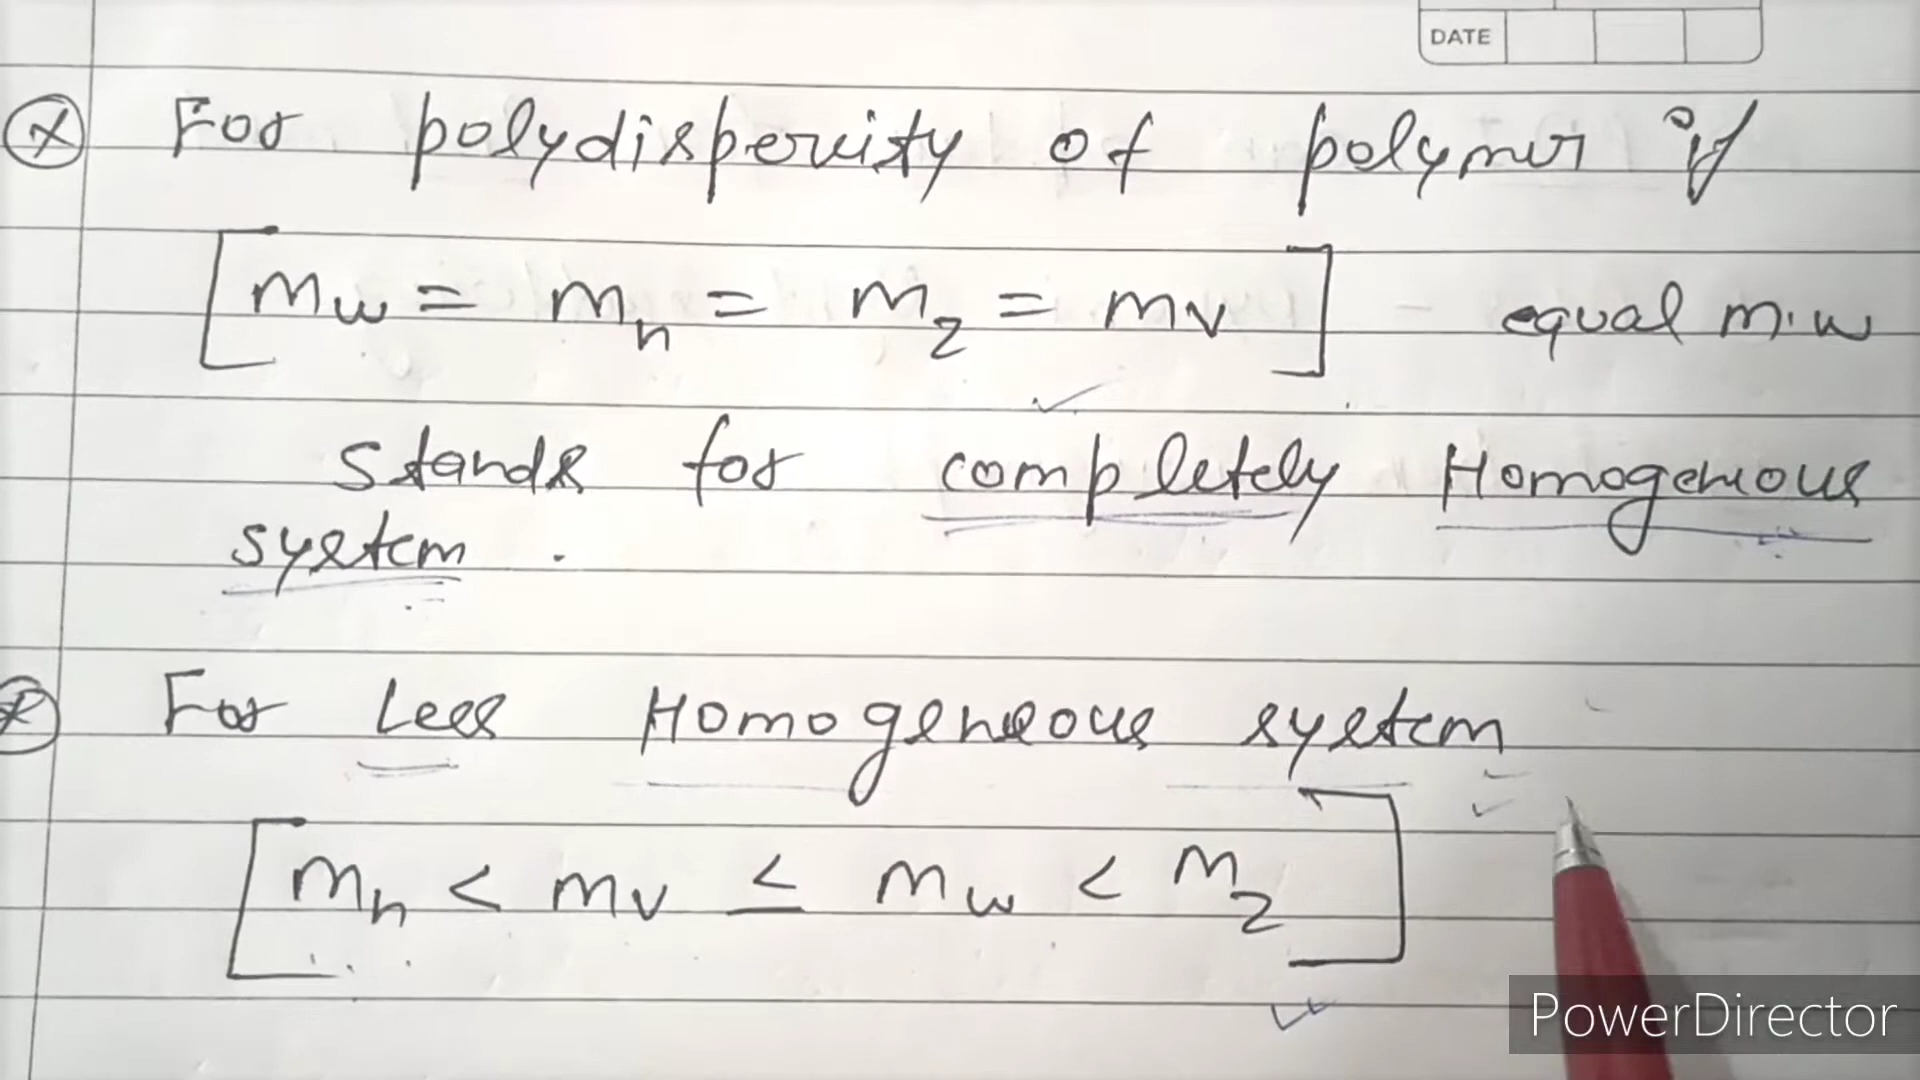 DATE
For polydispersity of polymer if
[Mw = Mn = Mz = Mv] equal m.w
stands for completely Homogeneous
system .
For Less Homogeneous system
[Mn < Mv ≤ Mw < Mz]
PowerDirector